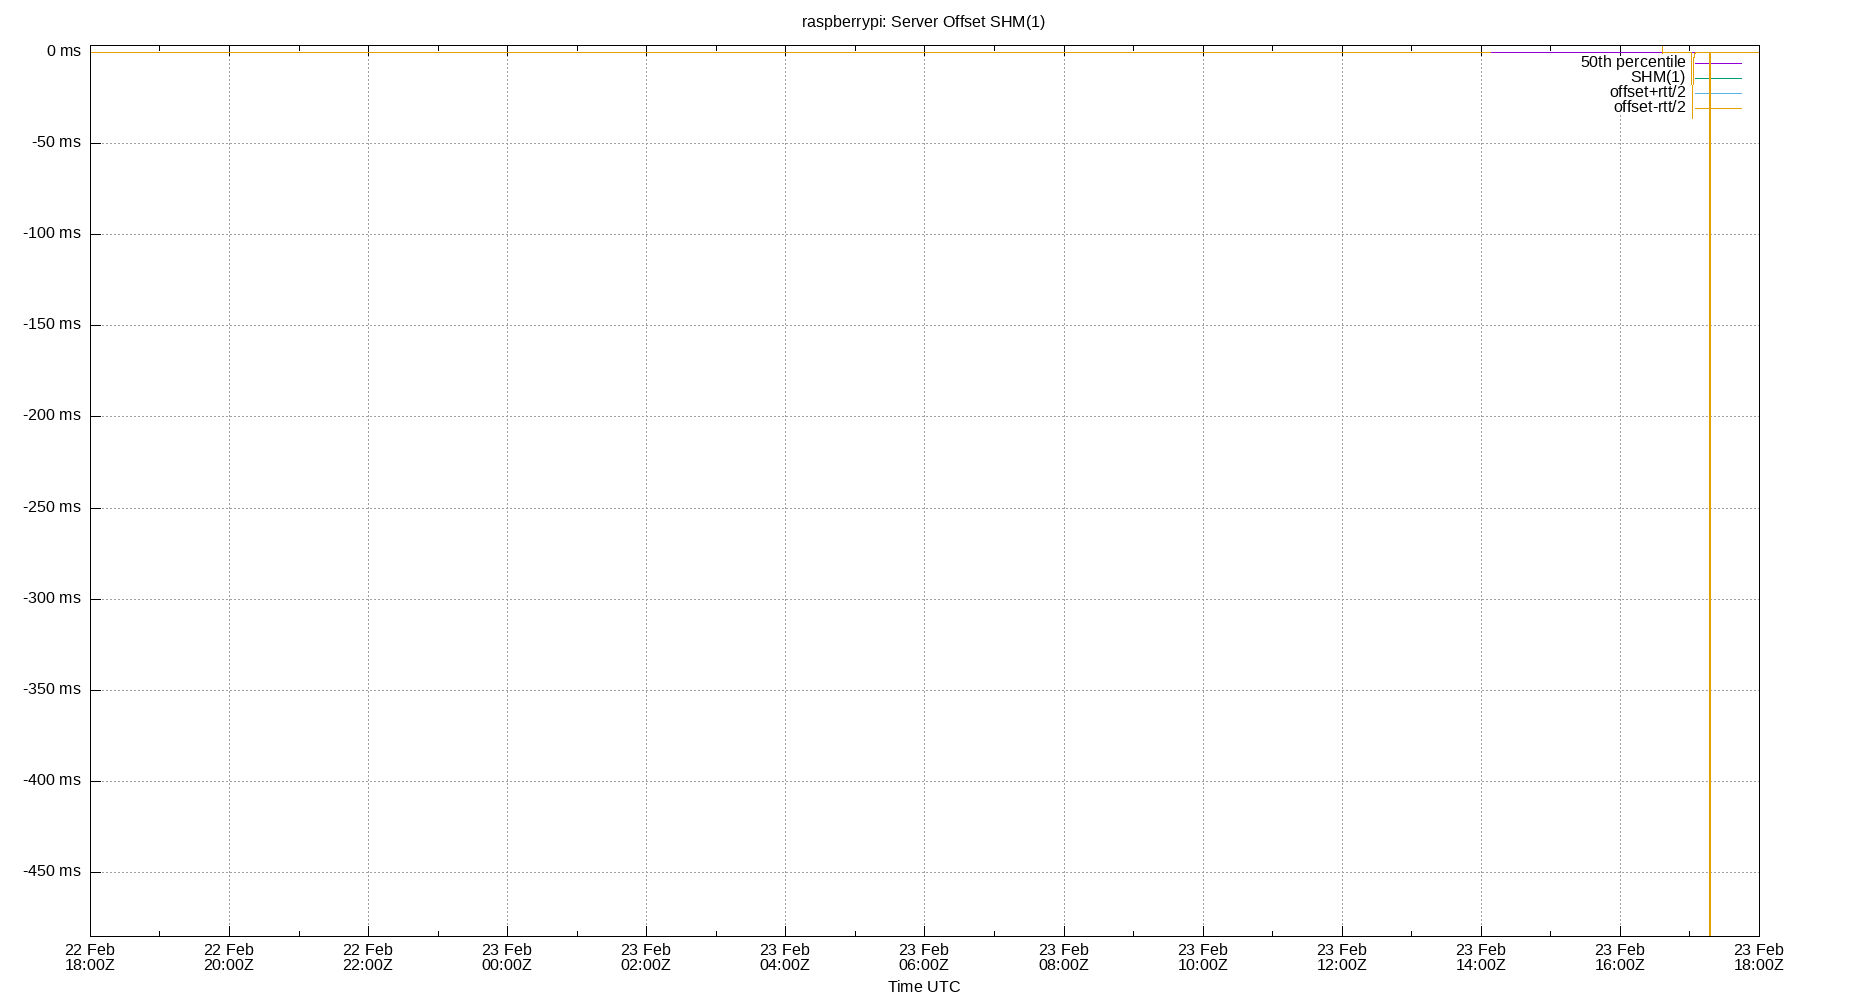 raspberrypi: Server Offset SHM(1)
0 ms
50th percentile
SHM(1)
offset+rtt/2
offset-rtt/2
-50 ms
-100 ms
-150 ms
-200 ms
-250 ms
-300 ms
-350 ms
-400 ms
-450 ms
22 Feb 22 Feb 22 Feb 23 Feb 23 Feb 23 Feb 23 Feb 23 Feb 23 Feb 23 Feb 23 Feb 23 Feb 23 Feb
18:00Z 20:00Z 22:00Z 00:00Z 02:00Z 04:00Z 06:00Z 08:00Z 10:00Z 12:00Z 14:00Z 16:00Z 18:00Z
Time UTC